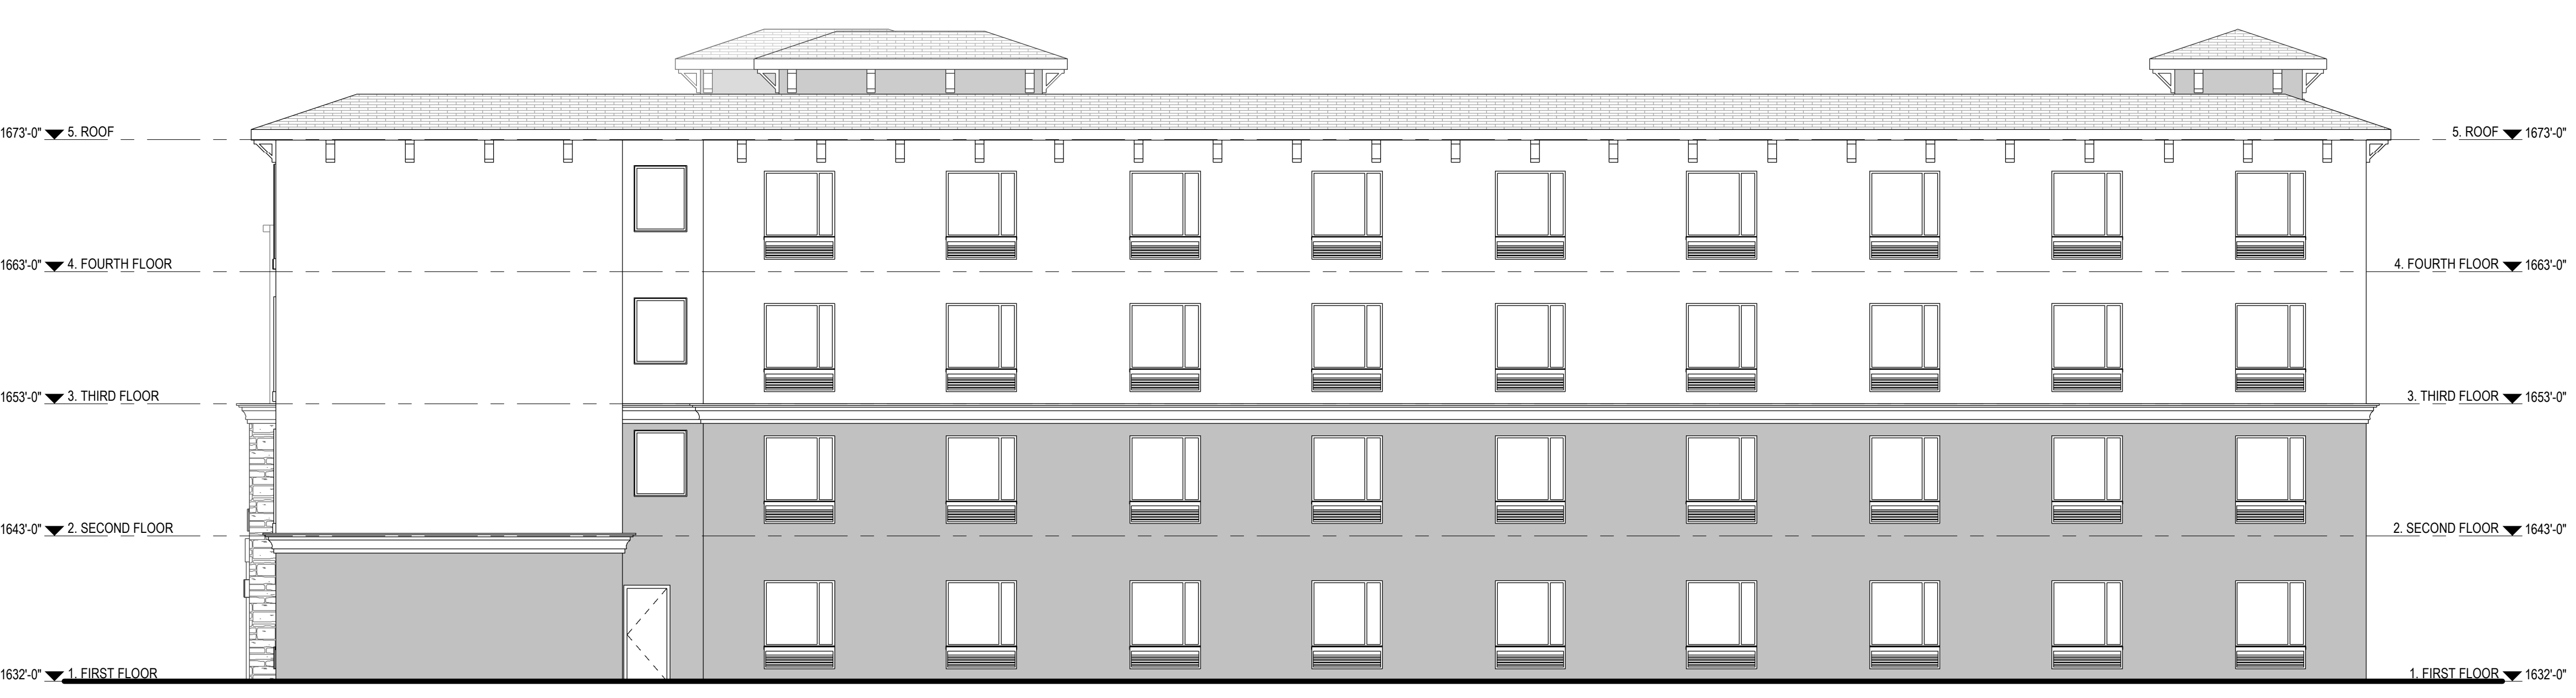 1673'-0" 5. ROOF 5. ROOF 1673'-0"
1663'-0" 4. FOURTH FLOOR 4. FOURTH FLOOR 1663'-0"
1653'-0" 3. THIRD FLOOR 3. THIRD FLOOR 1653'-0"
1643'-0" 2. SECOND FLOOR 2. SECOND FLOOR 1643'-0"
1632'-0" 1. FIRST FLOOR 1. FIRST FLOOR 1632'-0"